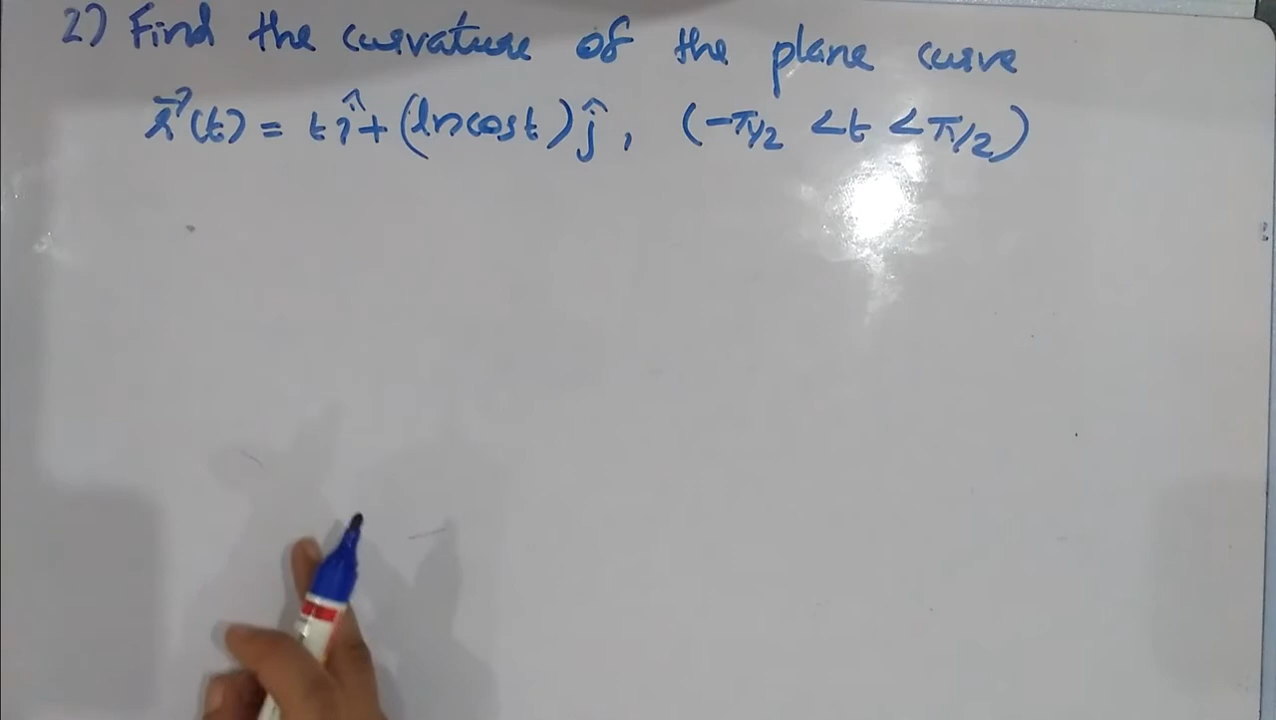 2) Find the curvature of the plane curve
r⃗(t) = t î + (ln cos t) ĵ, (-π/2 < t < π/2)